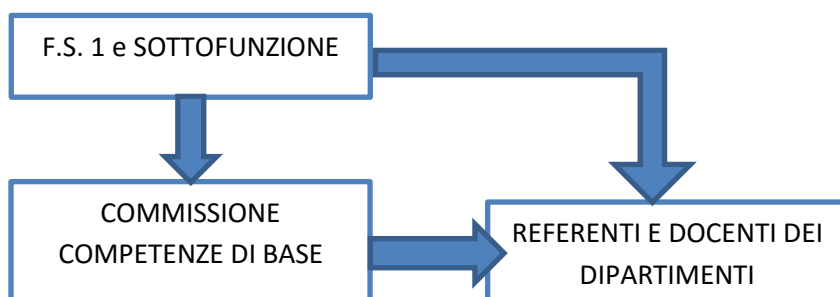 F.S. 1 e SOTTOFUNZIONE
COMMISSIONE
COMPETENZE DI BASE
REFERENTI E DOCENTI DEI
DIPARTIMENTI